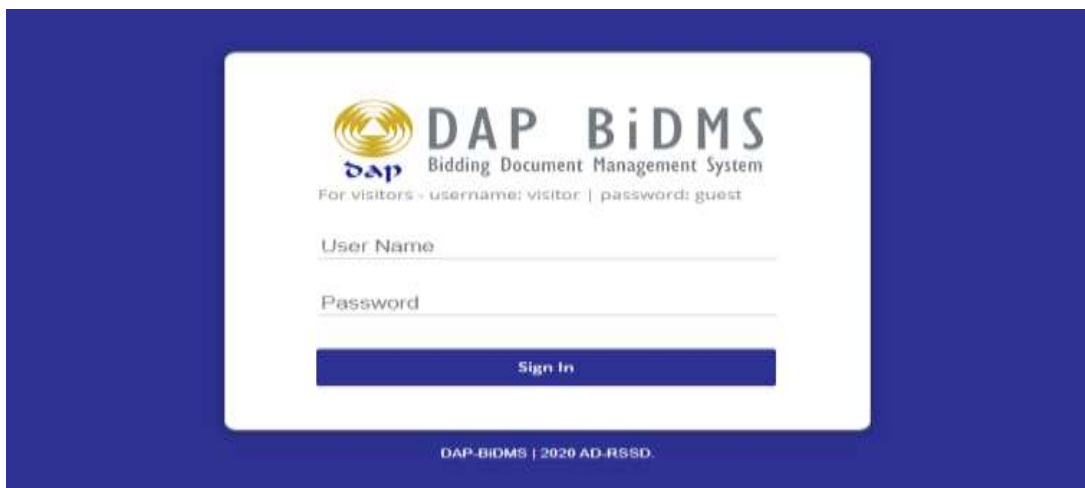 DAP BiDMS
Bidding Document Management System
dap
For visitors - username: visitor | password: guest
User Name
Password
Sign In
DAP-BiDMS | 2020 AD-RSSD.